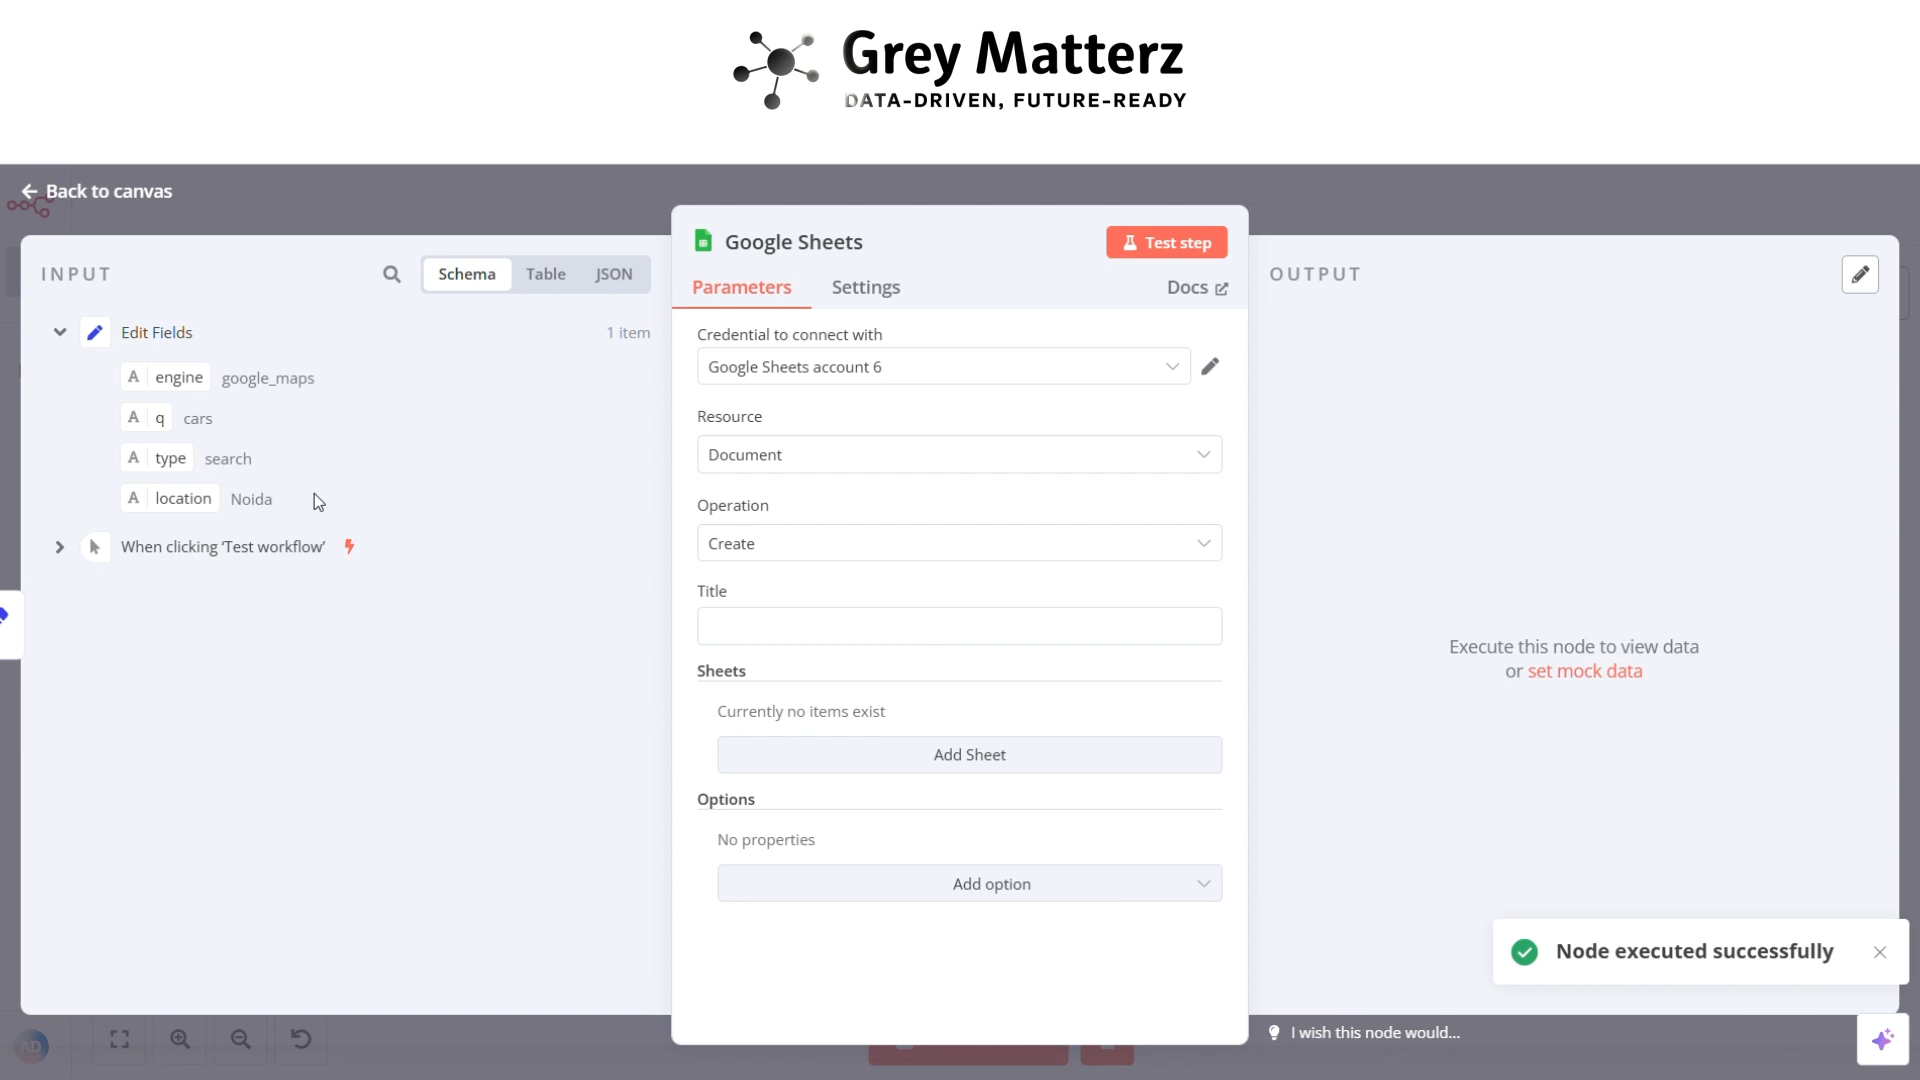 Grey Matterz
DATA-DRIVEN, FUTURE-READY
Back to canvas
INPUT
Schema
Table
JSON
Edit Fields
1 item
A engine google_maps
A q cars
A type search
A location Noida
When clicking ‘Test workflow’
Google Sheets
Test step
Parameters
Settings
Docs
Credential to connect with
Google Sheets account 6
Resource
Document
Operation
Create
Title
Sheets
Currently no items exist
Add Sheet
Options
No properties
Add option
OUTPUT
Execute this node to view data
or set mock data
Node executed successfully
I wish this node would...
AD